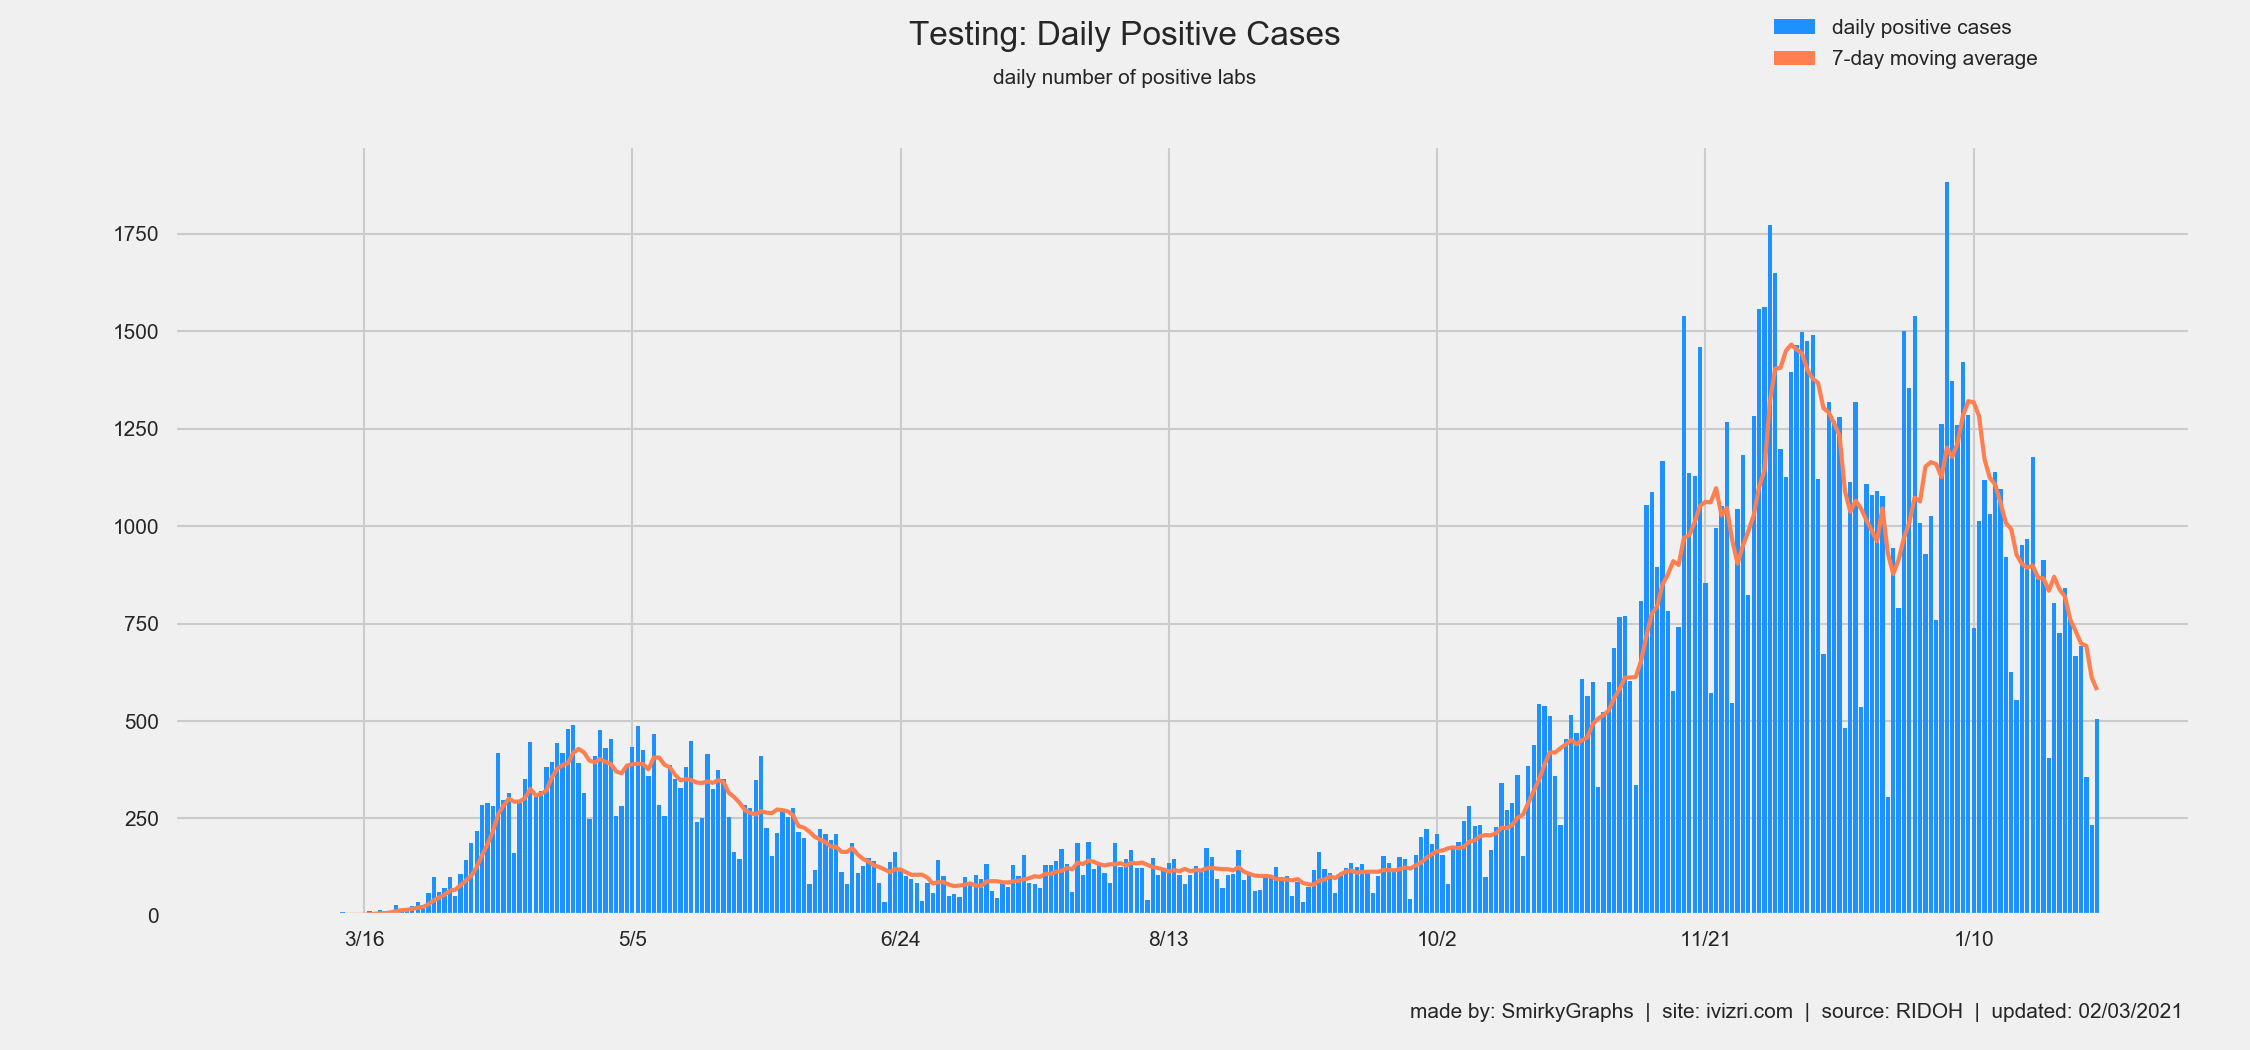 Testing: Daily Positive Cases
daily number of positive labs
daily positive cases
7-day moving average
1750
1500
1250
1000
750
500
250
0
3/16 5/5 6/24 8/13 10/2 11/21 1/10
made by: SmirkyGraphs | site: ivizri.com | source: RIDOH | updated: 02/03/2021